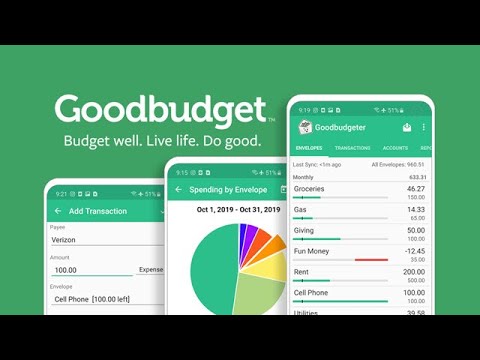 Goodbudget™
Budget well. Live life. Do good.
9:21
51%
Add Transaction
Payee
Verizon
Amount
100.00
Expense
Envelope
Cell Phone [100.00 left]
9:15
51%
Spending by Envelope
Oct 1, 2019 - Oct 31, 2019
9:19
51%
Goodbudgeter
ENVELOPES
TRANSACTIONS
ACCOUNTS
REPO
Last Sync: <1m ago
All Envelopes: 960.51
Monthly
633.31
Groceries
46.27
150.00
Gas
14.33
65.00
Giving
50.00
100.00
Fun Money
-12.45
35.00
Rent
200.00
500.00
Cell Phone
100.00
100.00
Utilities
39.58